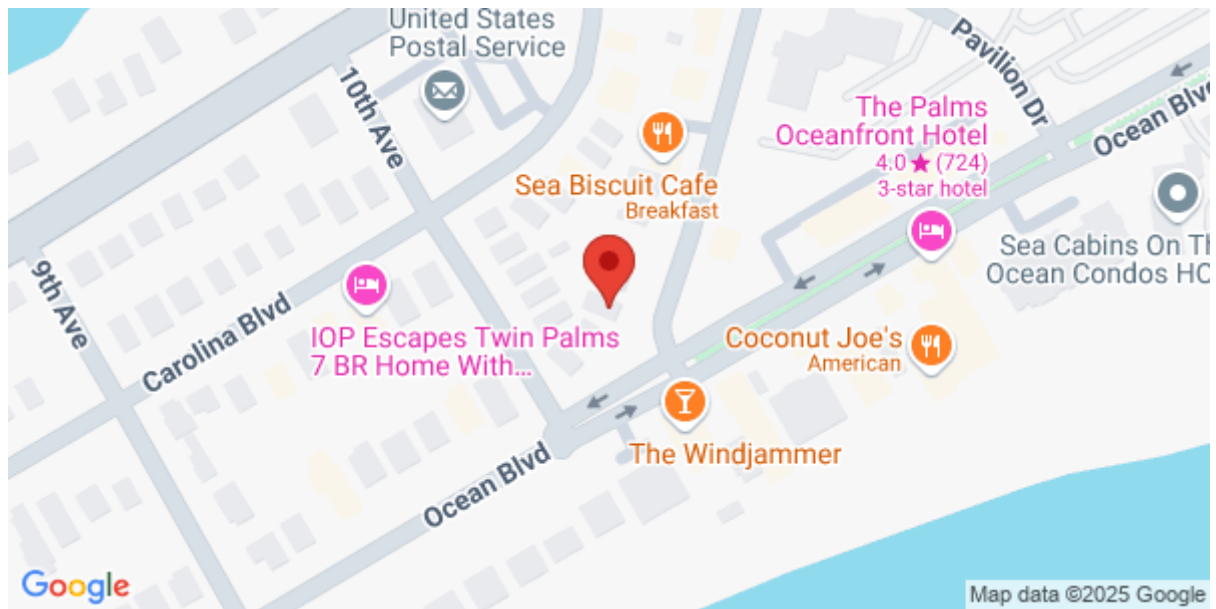 United States
Postal Service
Pavilion Dr
10th Ave
The Palms
Oceanfront Hotel
4.0★(724)
3-star hotel
Ocean Blv
Sea Biscuit Cafe
Breakfast
Sea Cabins On Th
Ocean Condos HO
9th Ave
Carolina Blvd
IOP Escapes Twin Palms
7 BR Home With...
Coconut Joe's
American
The Windjammer
Ocean Blvd
Google
Map data ©2025 Google